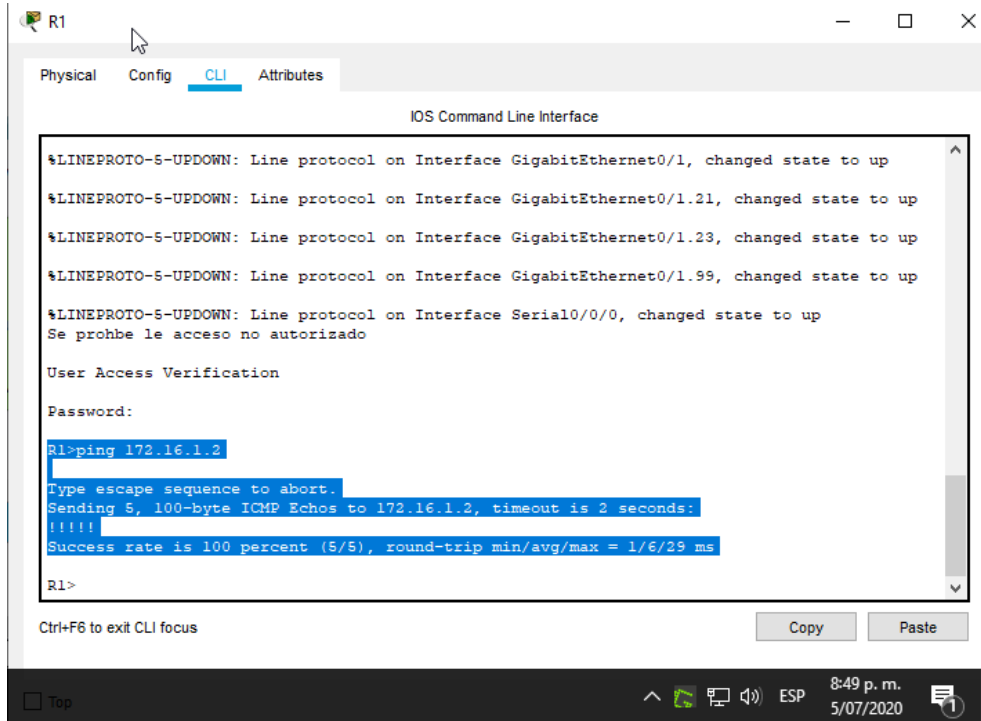 R1
Physical Config CLI Attributes
IOS Command Line Interface
%LINEPROTO-5-UPDOWN: Line protocol on Interface GigabitEthernet0/1, changed state to up
%LINEPROTO-5-UPDOWN: Line protocol on Interface GigabitEthernet0/1.21, changed state to up
%LINEPROTO-5-UPDOWN: Line protocol on Interface GigabitEthernet0/1.23, changed state to up
%LINEPROTO-5-UPDOWN: Line protocol on Interface GigabitEthernet0/1.99, changed state to up
%LINEPROTO-5-UPDOWN: Line protocol on Interface Serial0/0/0, changed state to up
Se prohbe le acceso no autorizado
User Access Verification
Password:
R1>ping 172.16.1.2
Type escape sequence to abort.
Sending 5, 100-byte ICMP Echos to 172.16.1.2, timeout is 2 seconds:
!!!!!
Success rate is 100 percent (5/5), round-trip min/avg/max = 1/6/29 ms
R1>
Ctrl+F6 to exit CLI focus
Copy Paste
Top
ESP
8:49 p. m.
5/07/2020
1